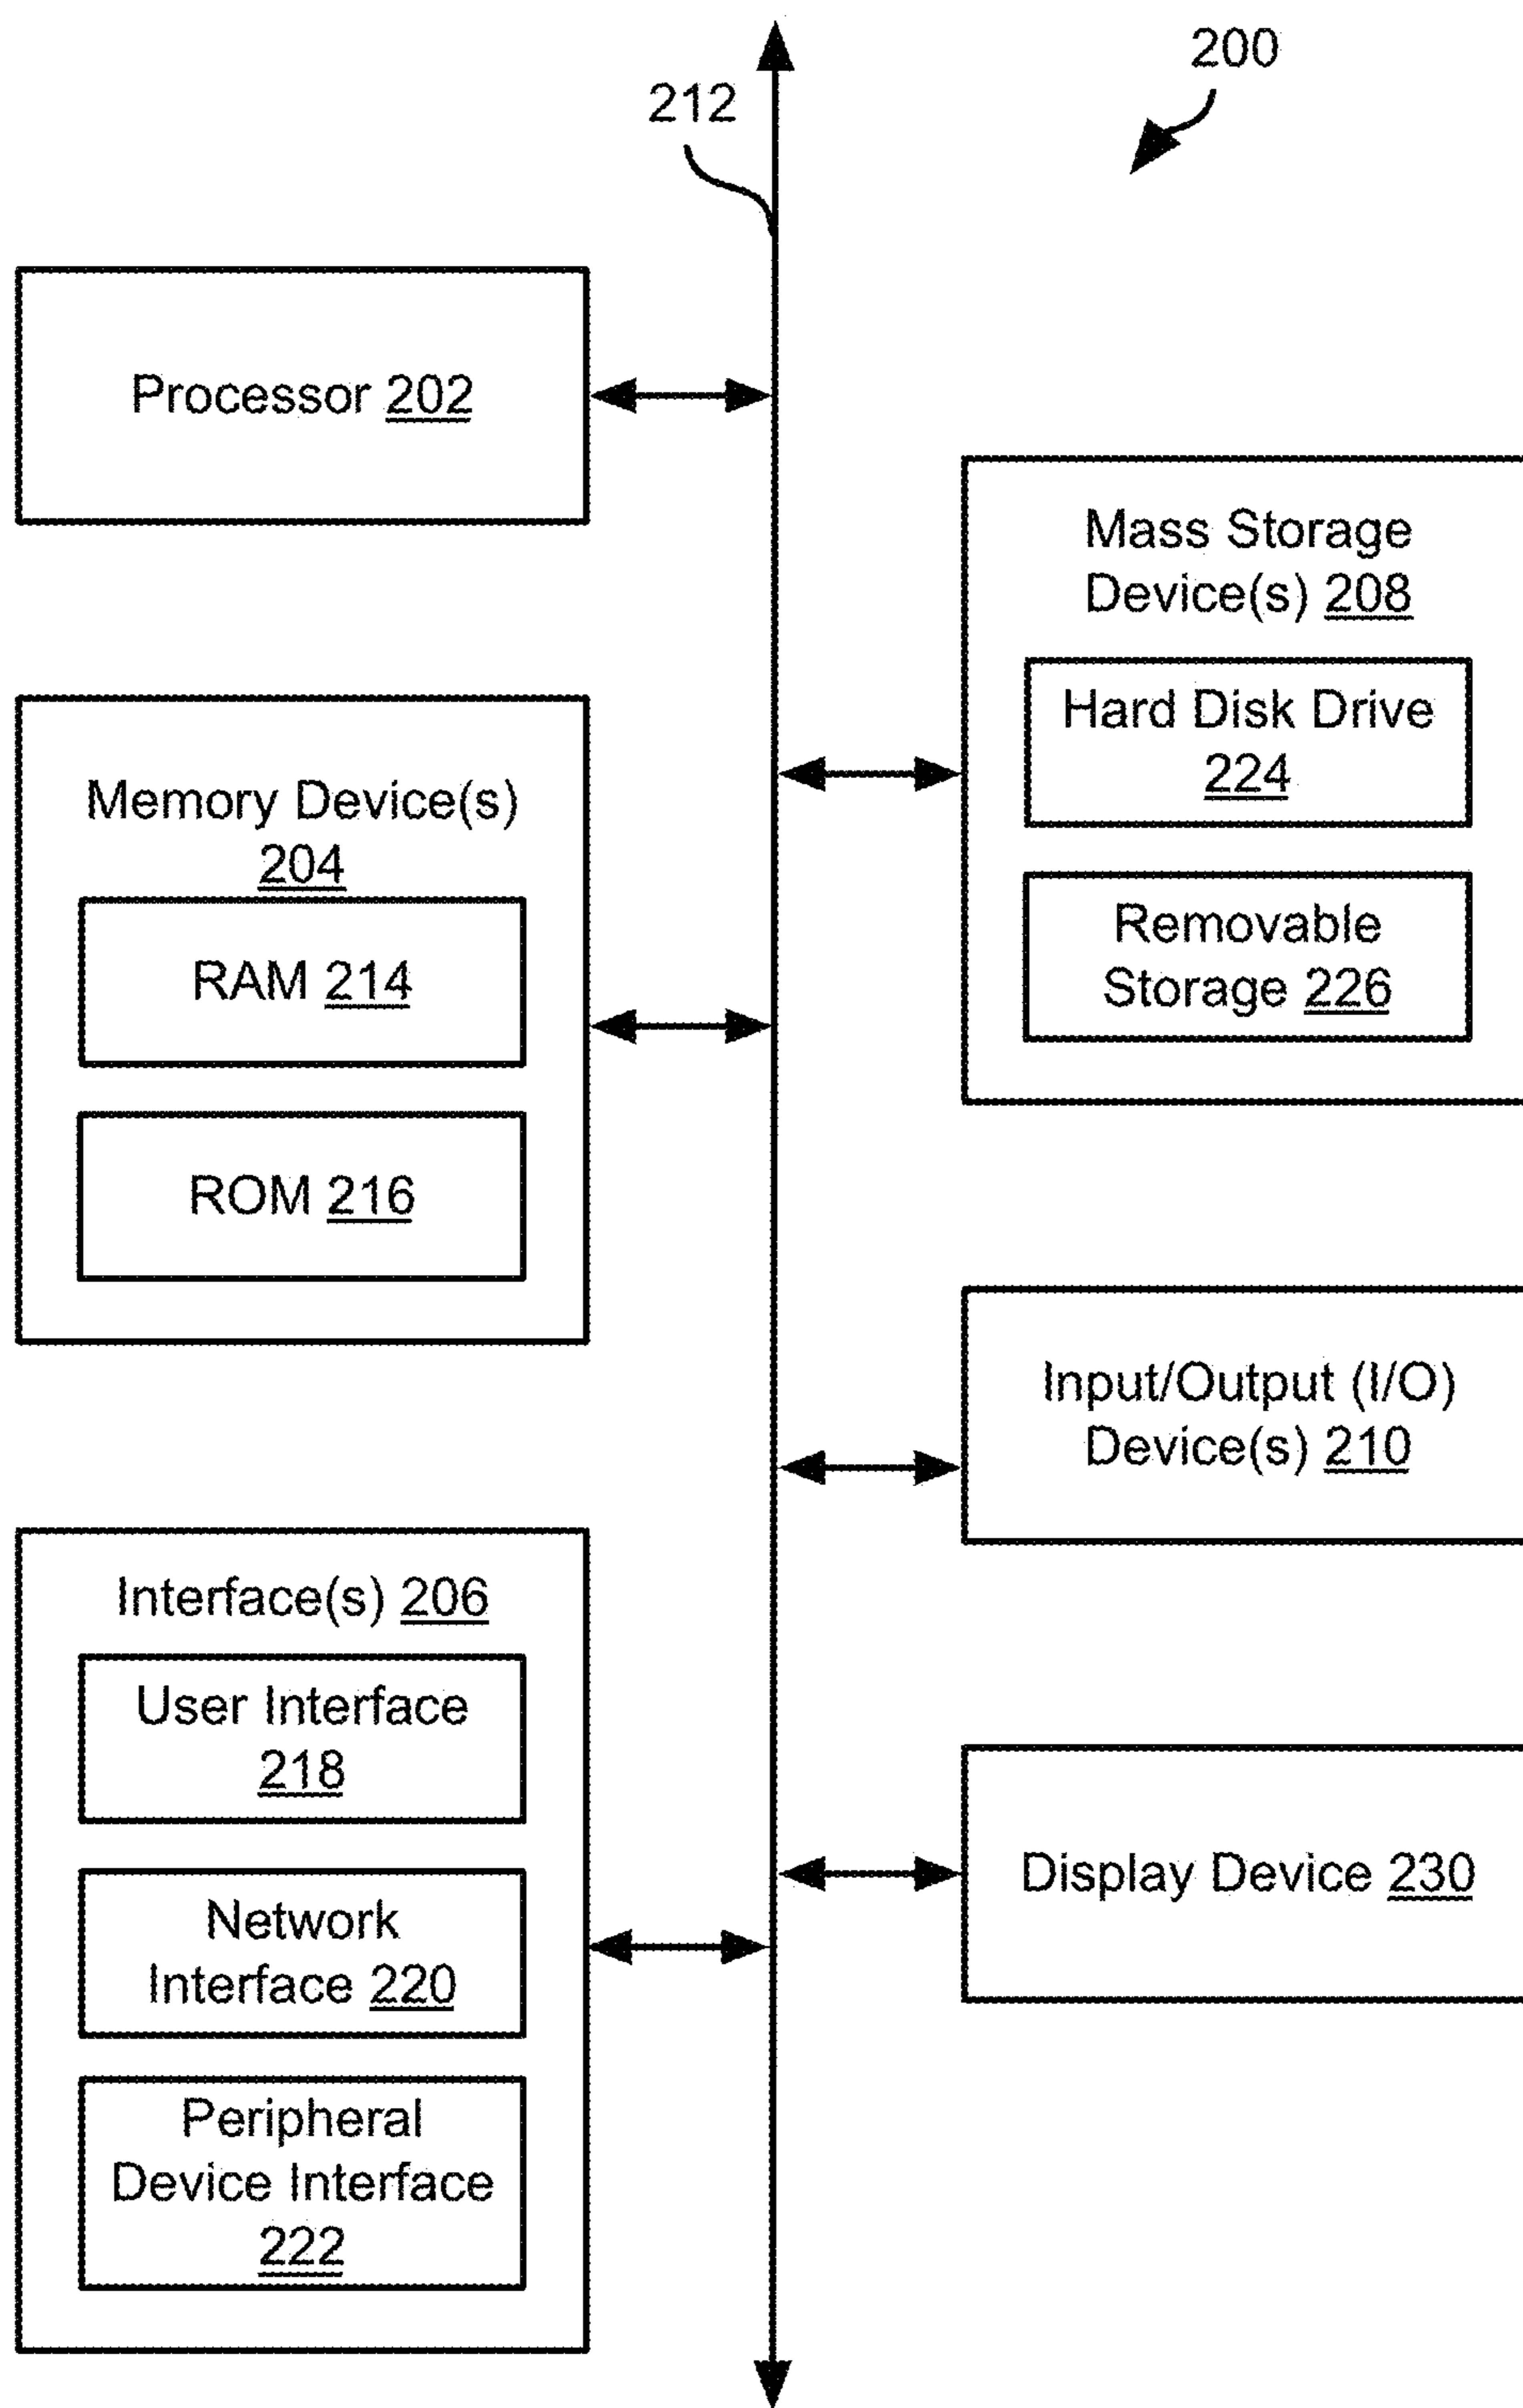 200
212
Processor 202
Mass Storage
Device(s) 208
Hard Disk Drive
224
Removable
Storage 226
Memory Device(s)
204
RAM 214
ROM 216
Input/Output (I/O)
Device(s) 210
Interface(s) 206
User Interface
218
Network
Interface 220
Peripheral
Device Interface
222
Display Device 230